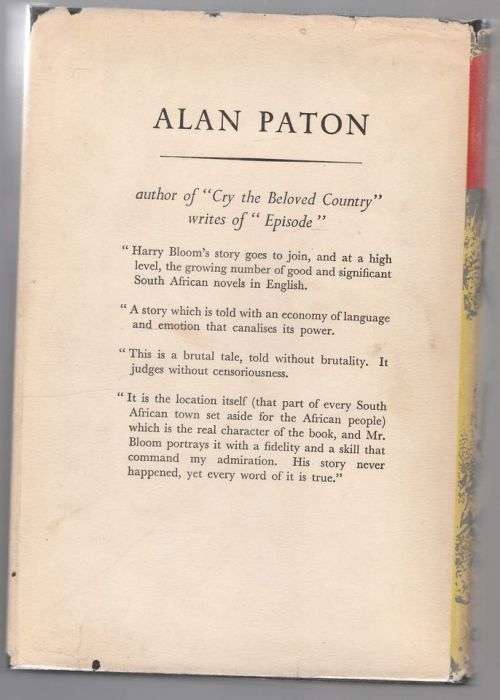 ALAN PATON
author of "Cry the Beloved Country"
writes of " Episode "
" Harry Bloom's story goes to join, and at a high
level, the growing number of good and significant
South African novels in English.
" A story which is told with an economy of language
and emotion that canalises its power.
" This is a brutal tale, told without brutality. It
judges without censoriousness.
" It is the location itself (that part of every South
African town set aside for the African people)
which is the real character of the book, and Mr.
Bloom portrays it with a fidelity and a skill that
command my admiration. His story never
happened, yet every word of it is true."